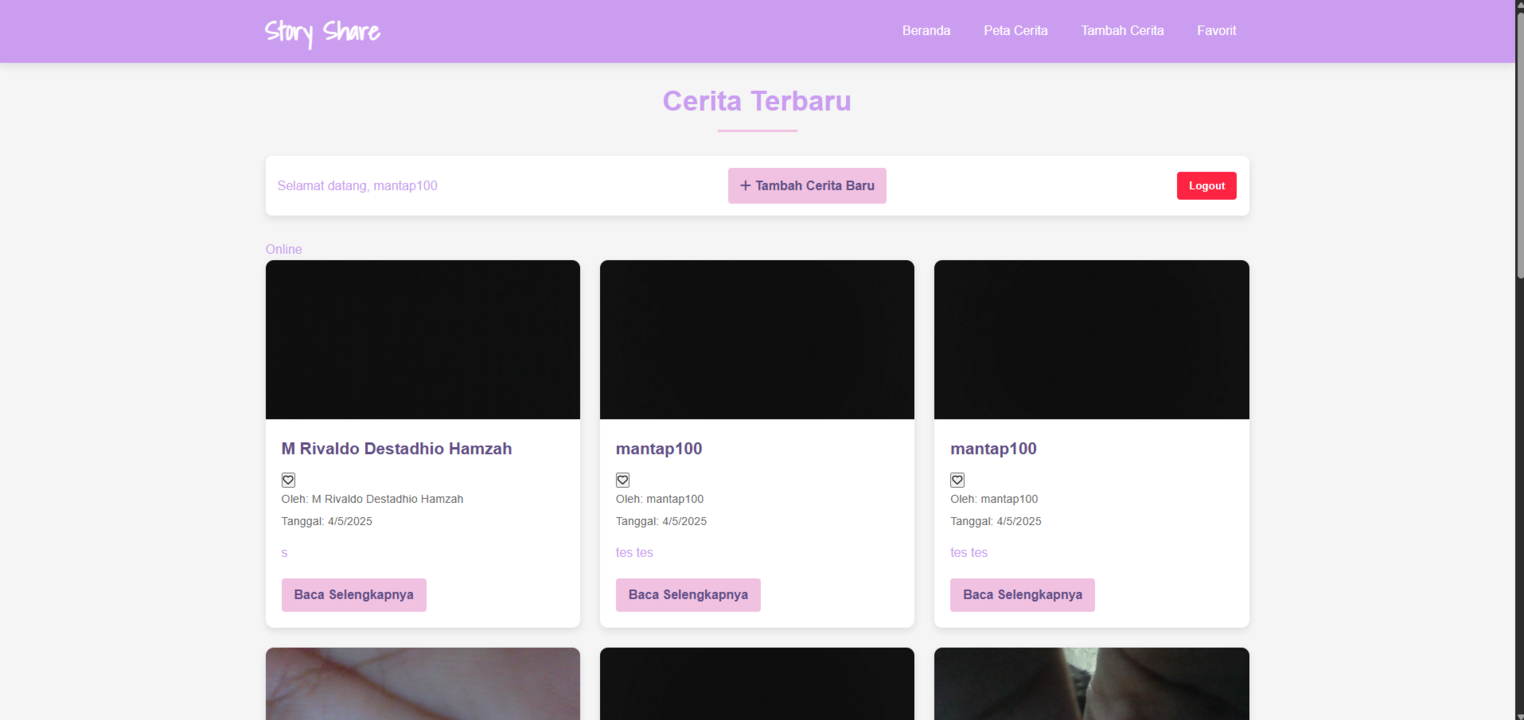 Story Share
Beranda Peta Cerita Tambah Cerita Favorit
Cerita Terbaru
Selamat datang, mantap100
+ Tambah Cerita Baru
Logout
Online
M Rivaldo Destadhio Hamzah
Oleh: M Rivaldo Destadhio Hamzah
Tanggal: 4/5/2025
s
Baca Selengkapnya
mantap100
Oleh: mantap100
Tanggal: 4/5/2025
tes tes
Baca Selengkapnya
mantap100
Oleh: mantap100
Tanggal: 4/5/2025
tes tes
Baca Selengkapnya